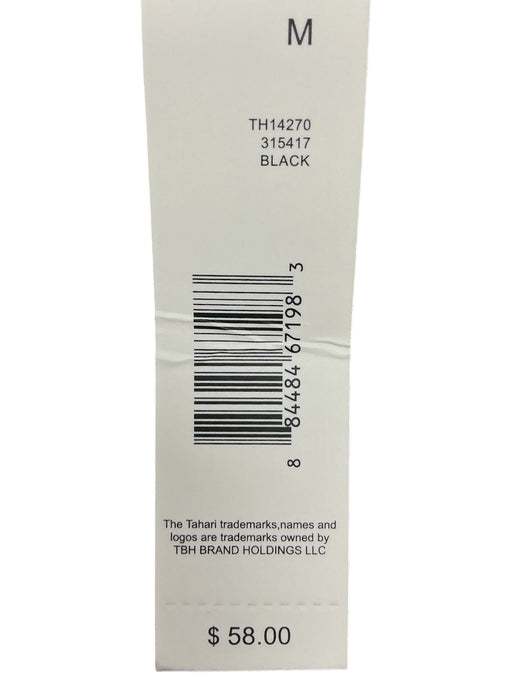 M
TH14270
315417
BLACK
8 84484 67198 3
The Tahari trademarks,names and
logos are trademarks owned by
TBH BRAND HOLDINGS LLC
$ 58.00